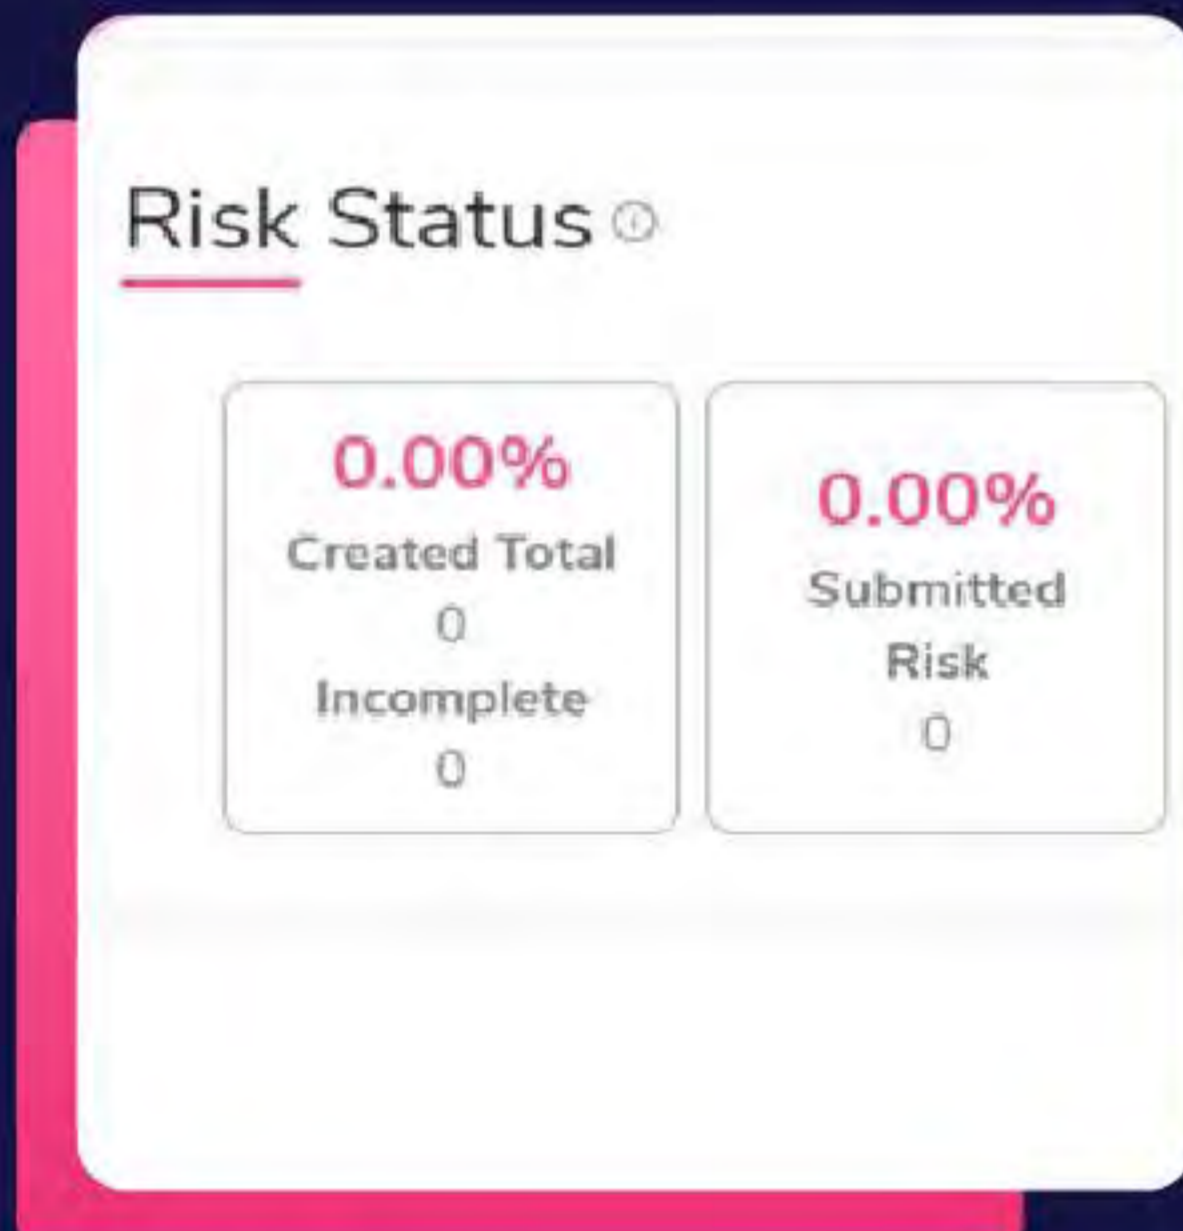 Risk Status
0.00%
Created Total
0
Incomplete
0
0.00%
Submitted
Risk
0